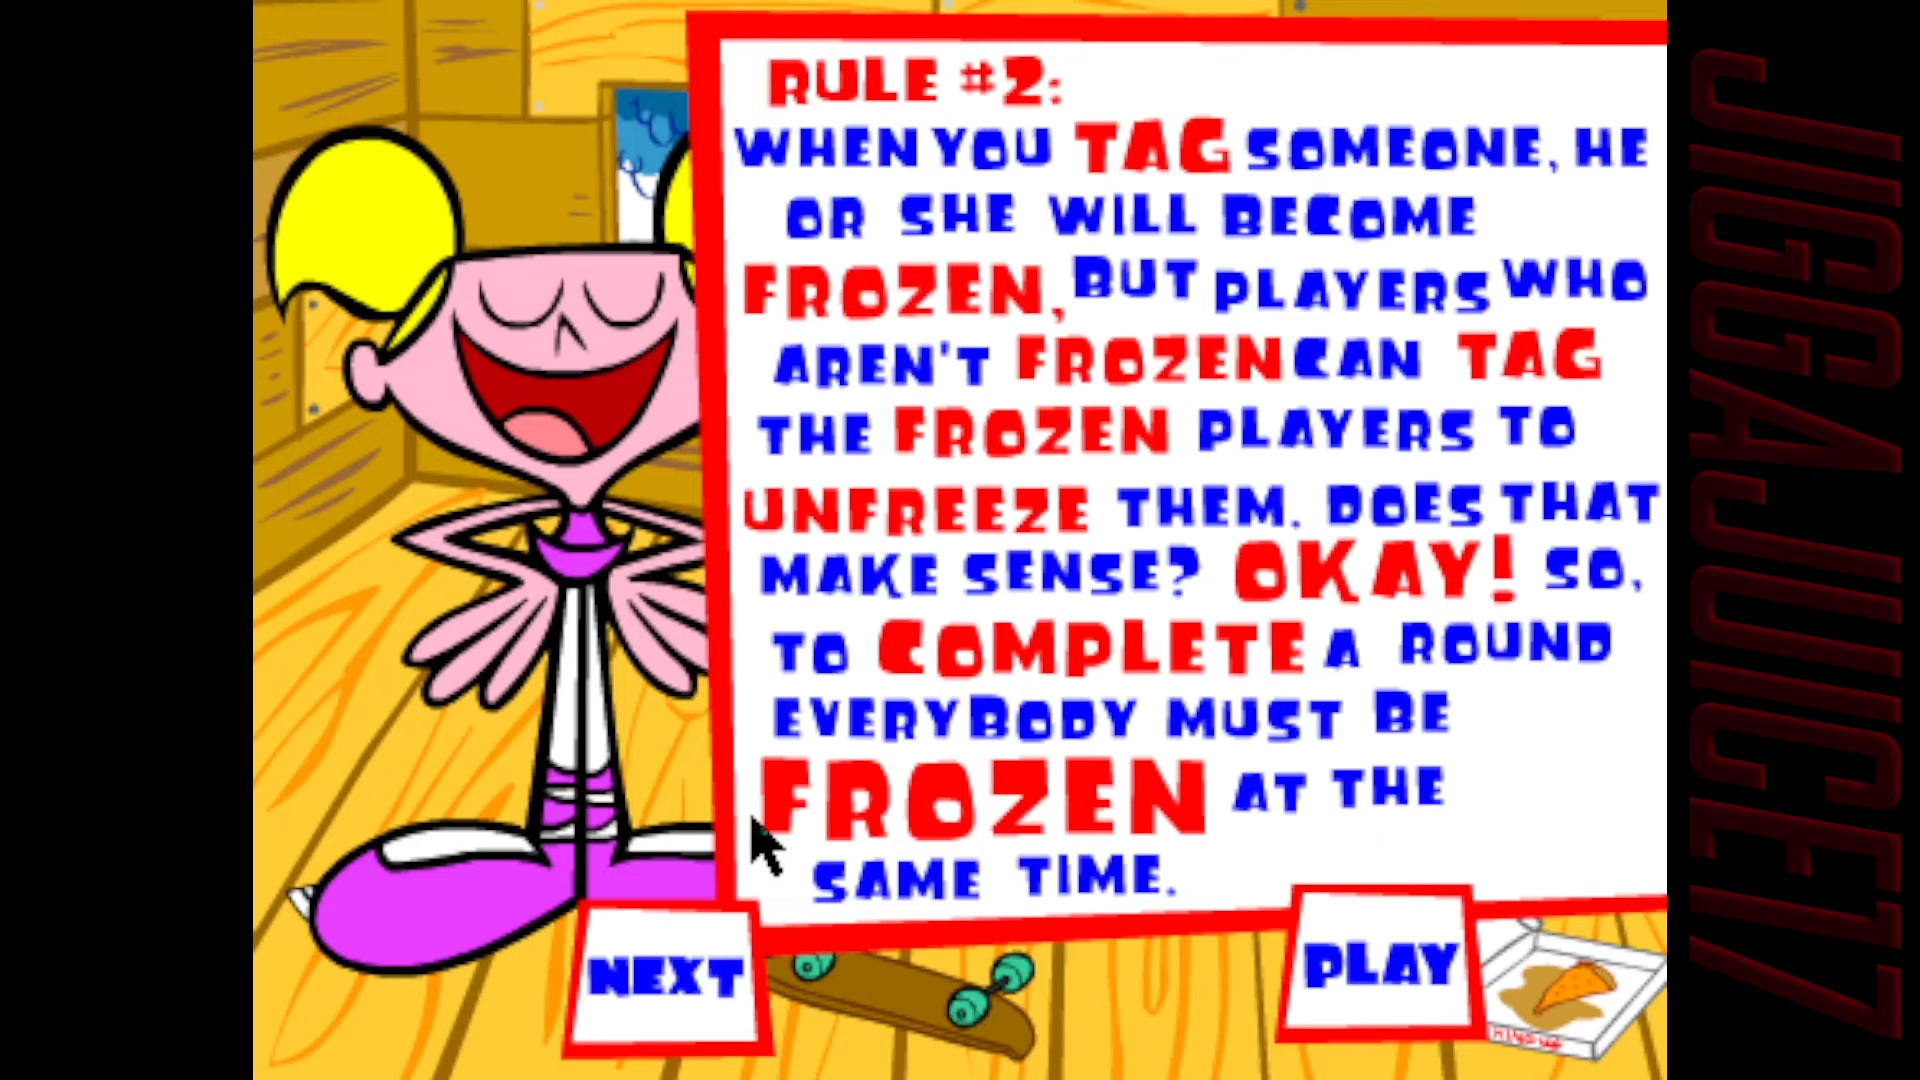 RULE #2:
WHEN YOU TAG SOMEONE, HE
OR SHE WILL BECOME
FROZEN, BUT PLAYERS WHO
AREN'T FROZEN CAN TAG
THE FROZEN PLAYERS TO
UNFREEZE THEM. DOES THAT
MAKE SENSE? OKAY! SO,
TO COMPLETE A ROUND
EVERYBODY MUST BE
FROZEN AT THE
SAME TIME.
NEXT
PLAY
JIGGAJUICE17